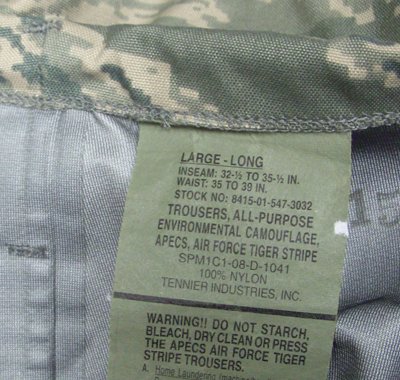 LARGE - LONG
INSEAM: 32-½ TO 35-½ IN.
WAIST: 35 TO 39 IN.
STOCK NO: 8415-01-547-3032
TROUSERS, ALL-PURPOSE
ENVIRONMENTAL CAMOUFLAGE,
APECS, AIR FORCE TIGER STRIPE
SPM1C1-08-D-1041
100% NYLON
TENNIER INDUSTRIES, INC.
15
WARNING!! DO NOT STARCH,
BLEACH, DRY CLEAN OR PRESS
THE APECS AIR FORCE TIGER
STRIPE TROUSERS.
A. Home Laundering